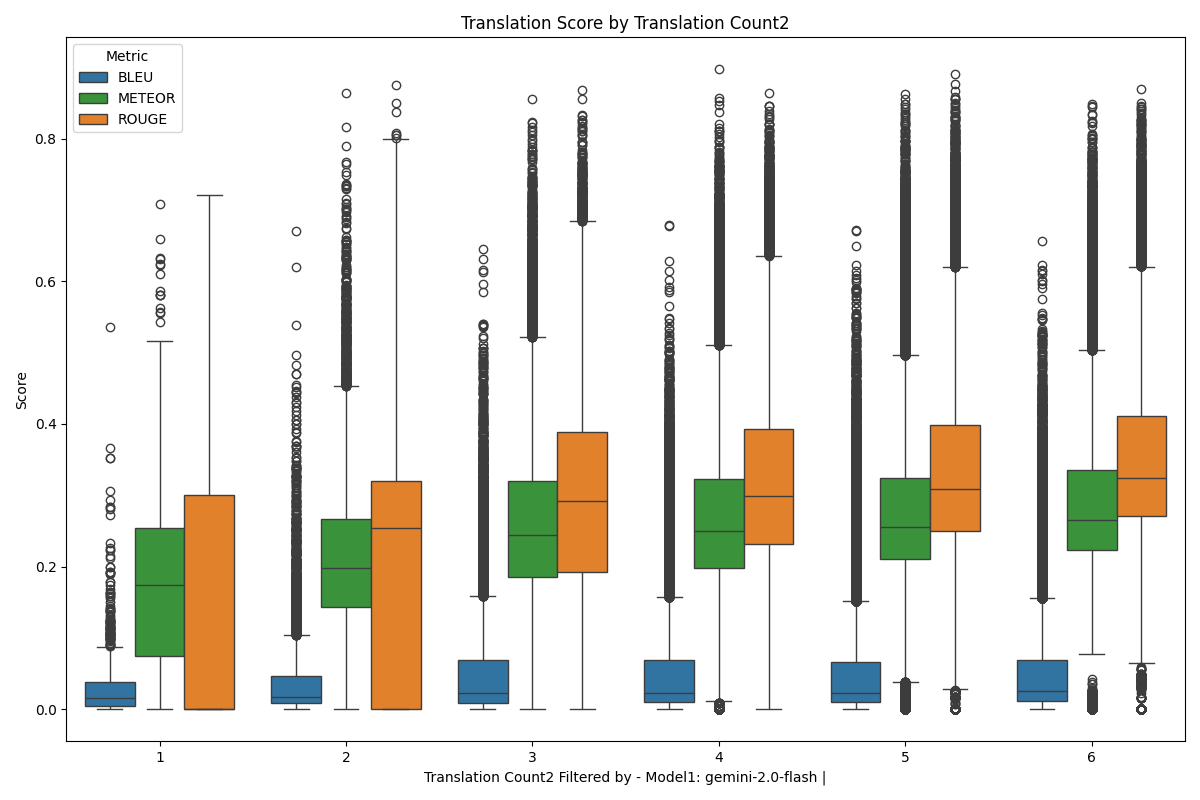 Translation Score by Translation Count2
Metric
BLEU
METEOR
ROUGE
Score
0.8
0.6
0.4
0.2
0.0
1 2 3 4 5 6
Translation Count2 Filtered by - Model1: gemini-2.0-flash |